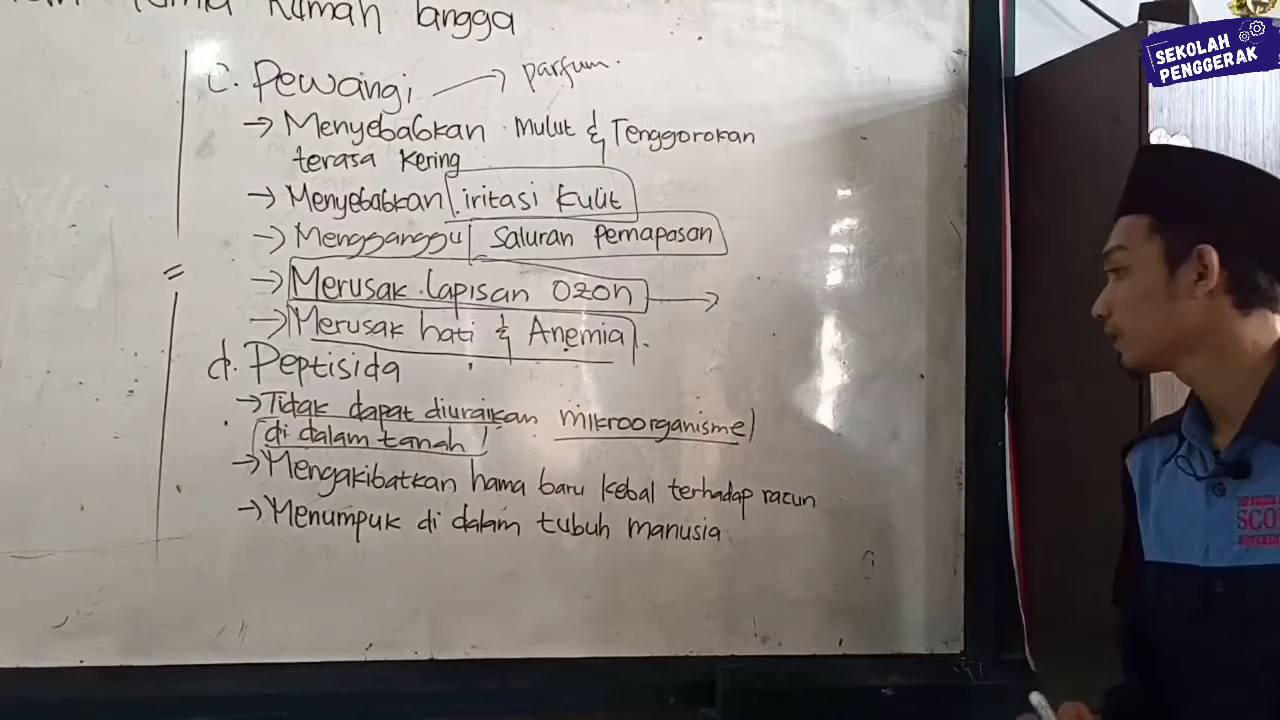 Rumah Tangga
c. Pewangi → parfum.
→ Menyebabkan Mulut & Tenggorokan
terasa kering
→ Menyebabkan iritasi kulit
→ Mengganggu saluran pernapasan
→ Merusak lapisan ozon →
→ Merusak hati & Anemia.
d. Peptisida
→ Tidak dapat diuraikan mikroorganisme
di dalam tanah
→ Mengakibatkan hama baru kebal terhadap racun
→ Menumpuk di dalam tubuh manusia
SEKOLAH
PENGGERAK